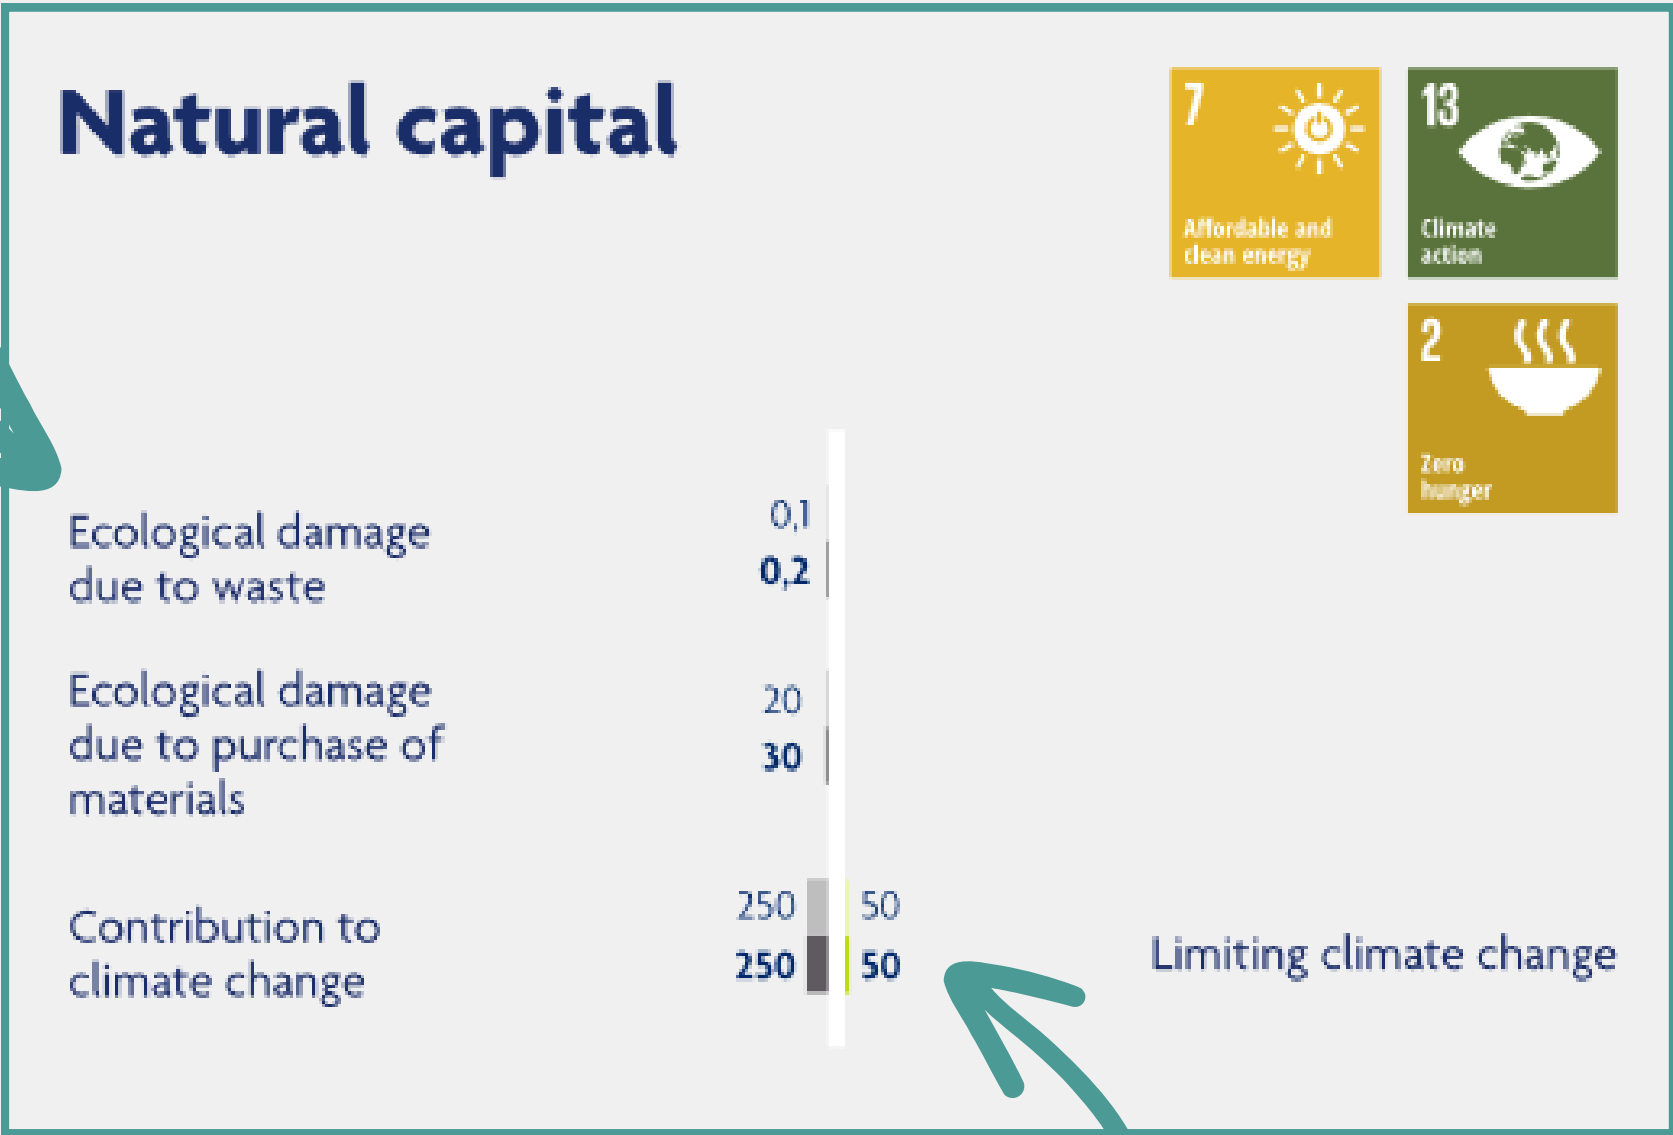 Natural capital
7
Affordable and
clean energy
13
Climate
action
2
Zero
hunger
Ecological damage
due to waste
0,1
0,2
Ecological damage
due to purchase of
materials
20
30
Contribution to
climate change
250 50
250 50
Limiting climate change